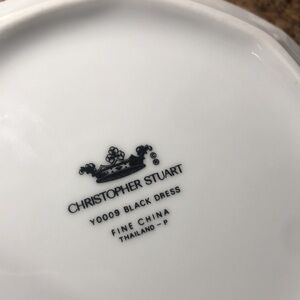 ©®
CHRISTOPHER STUART
Y0009 BLACK DRESS
FINE CHINA
THAILAND-P